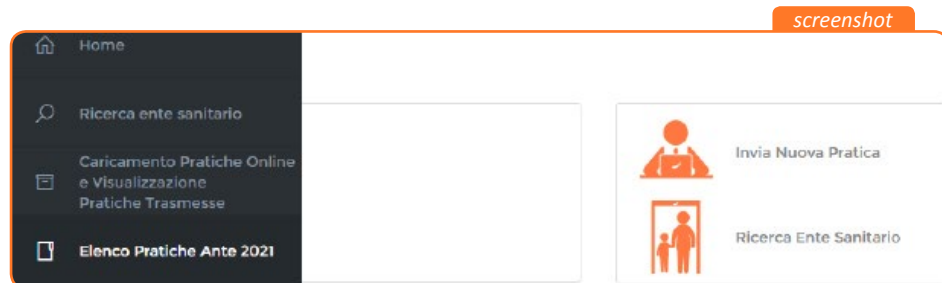 screenshot
Home
Ricerca ente sanitario
Caricamento Pratiche Online
e Visualizzazione
Pratiche Trasmesse
Elenco Pratiche Ante 2021
Invia Nuova Pratica
Ricerca Ente Sanitario